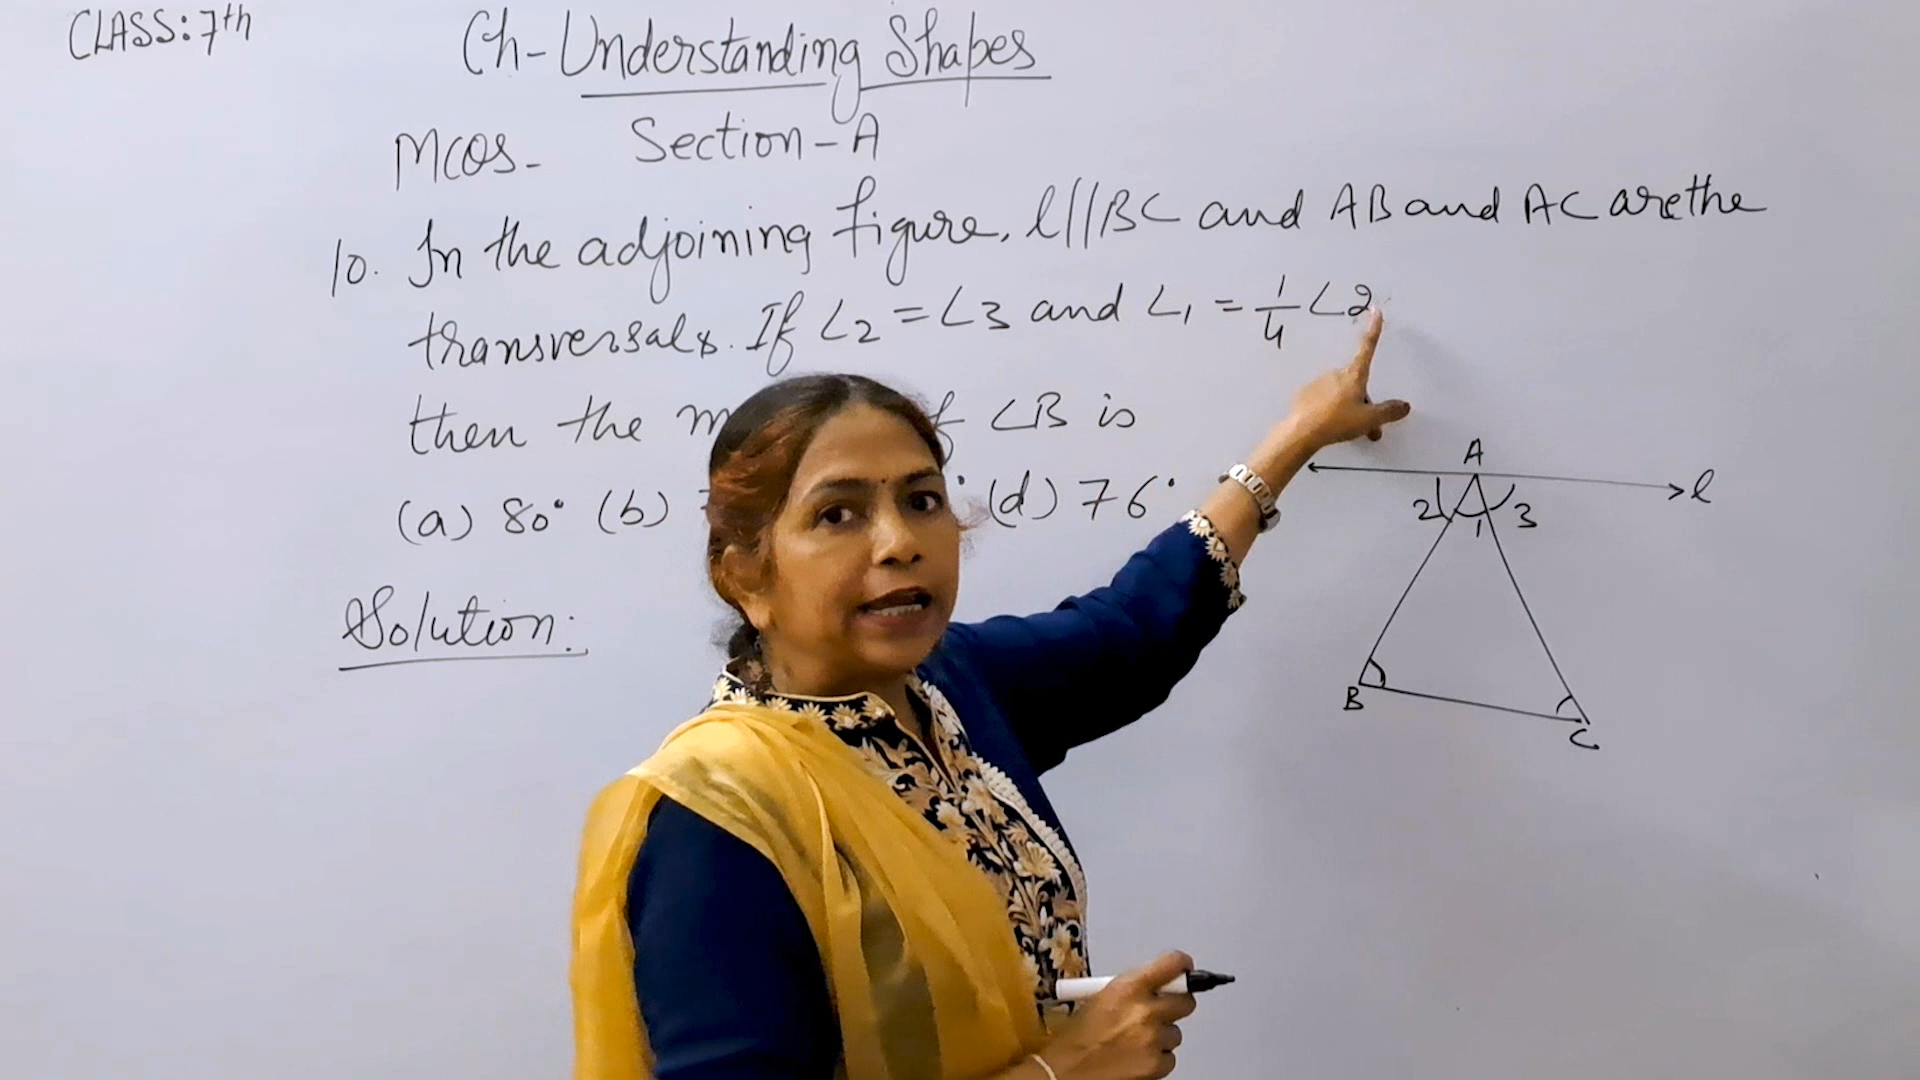 CLASS: 7th
Ch-Understanding Shapes
MCQS- Section-A
10. In the adjoining figure, l//BC and AB and AC are the
transversals. If ∠2 = ∠3 and ∠1 = 1/4 ∠2
then the ∠B is
(a) 80° (b) (d) 76°
Solution:
A
l
2 1 3
B
C